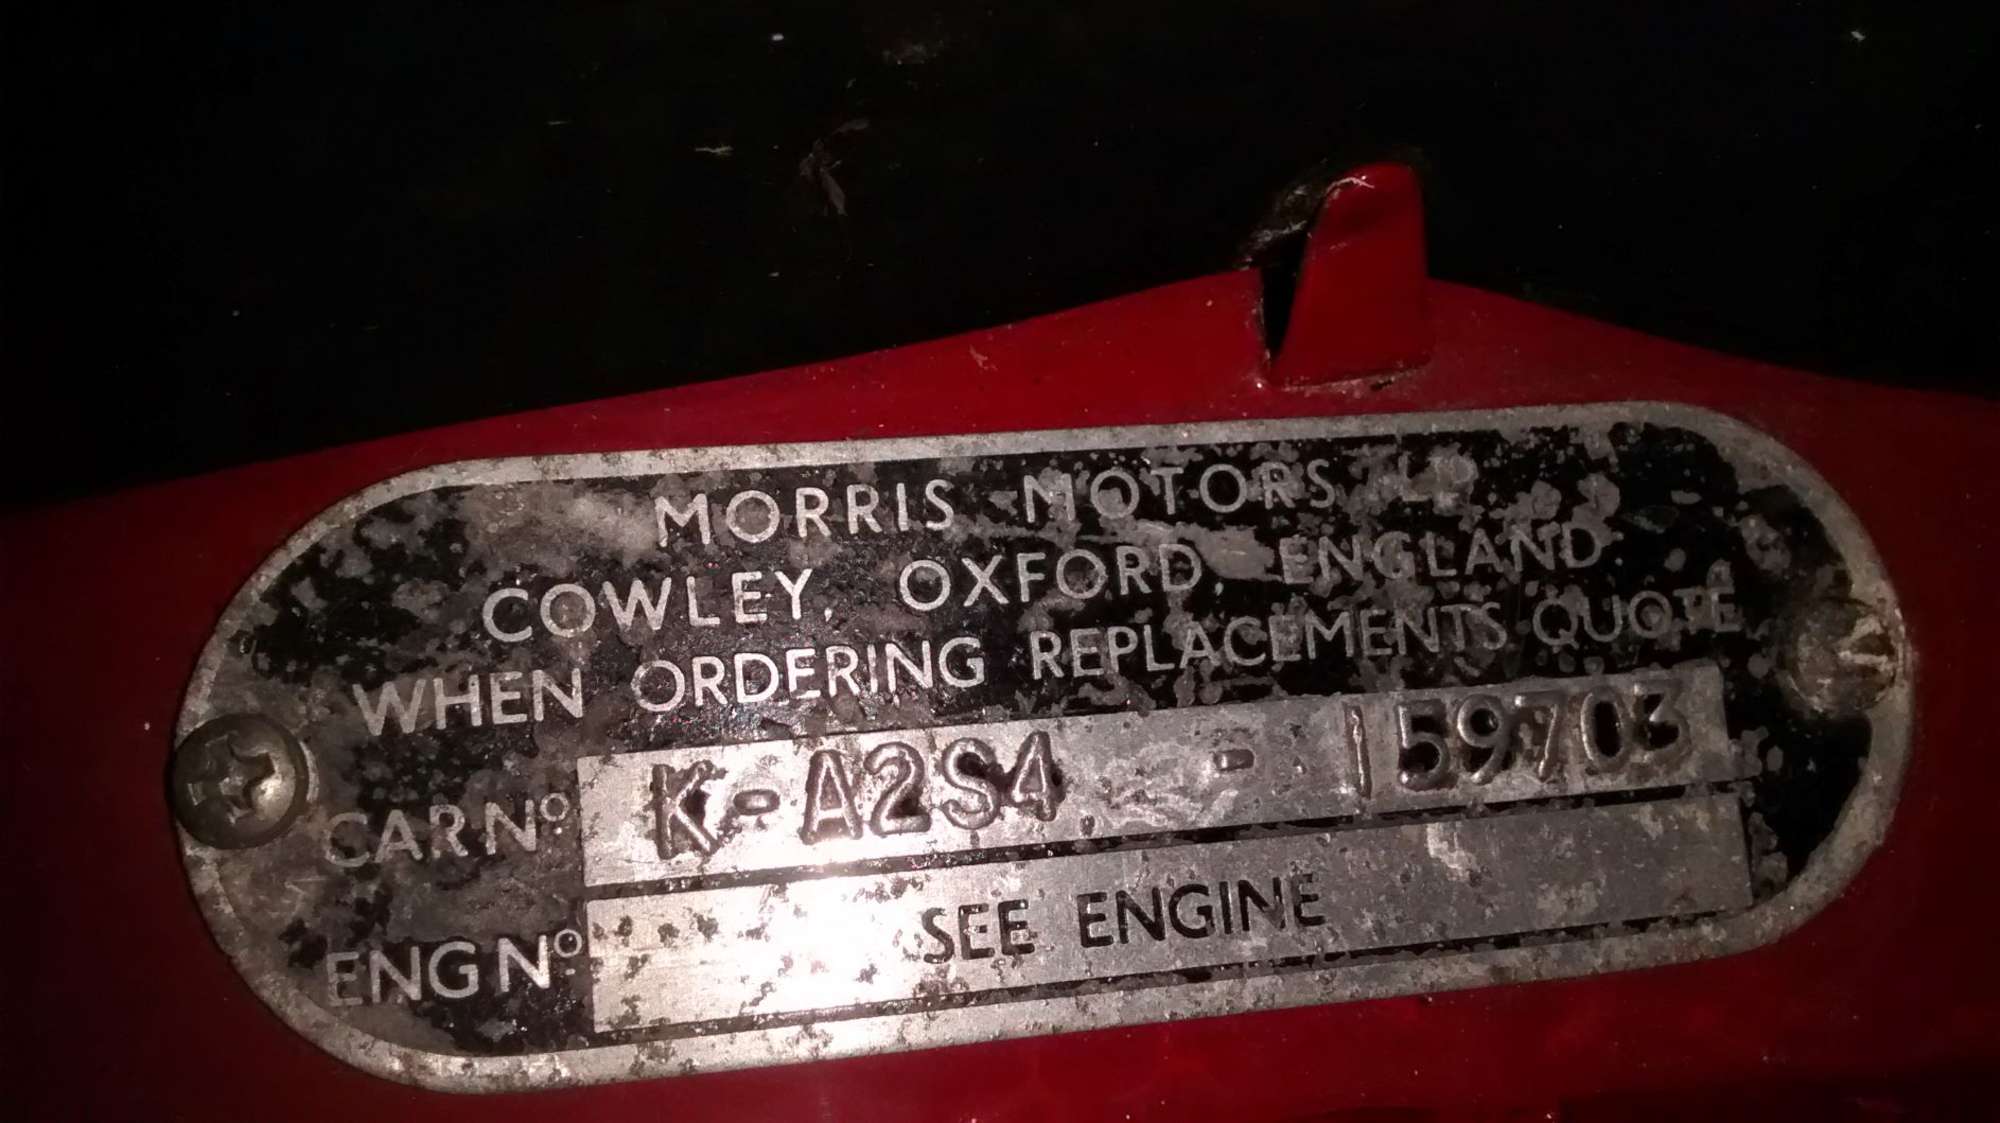 MORRIS MOTORS LD
COWLEY, OXFORD ENGLAND
WHEN ORDERING REPLACEMENTS QUOTE
CAR Nº K-A2S4 - 159703
ENG Nº SEE ENGINE